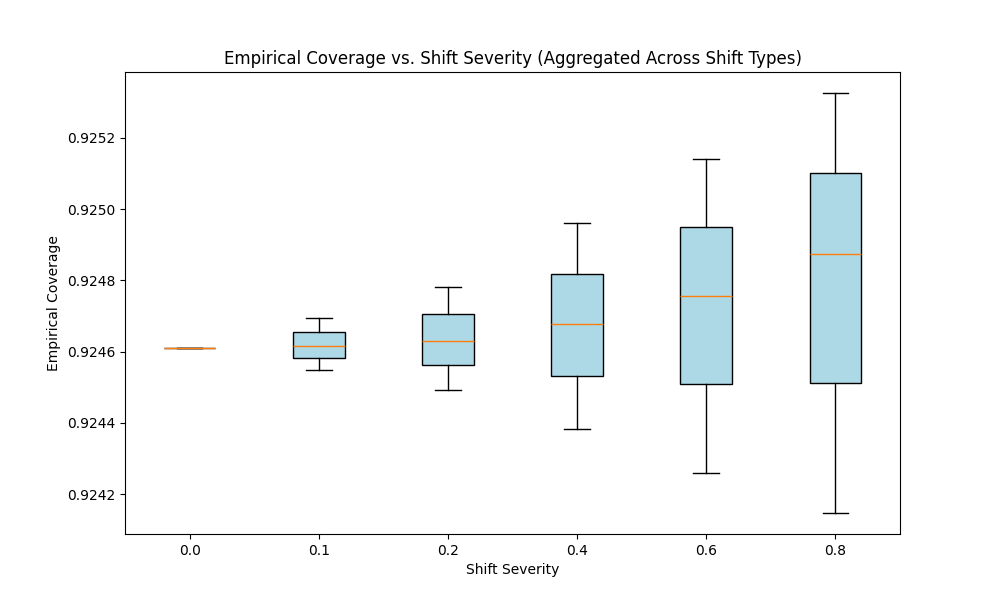 Empirical Coverage vs. Shift Severity (Aggregated Across Shift Types)
Empirical Coverage
0.9252
0.9250
0.9248
0.9246
0.9244
0.9242
0.0 0.1 0.2 0.4 0.6 0.8
Shift Severity